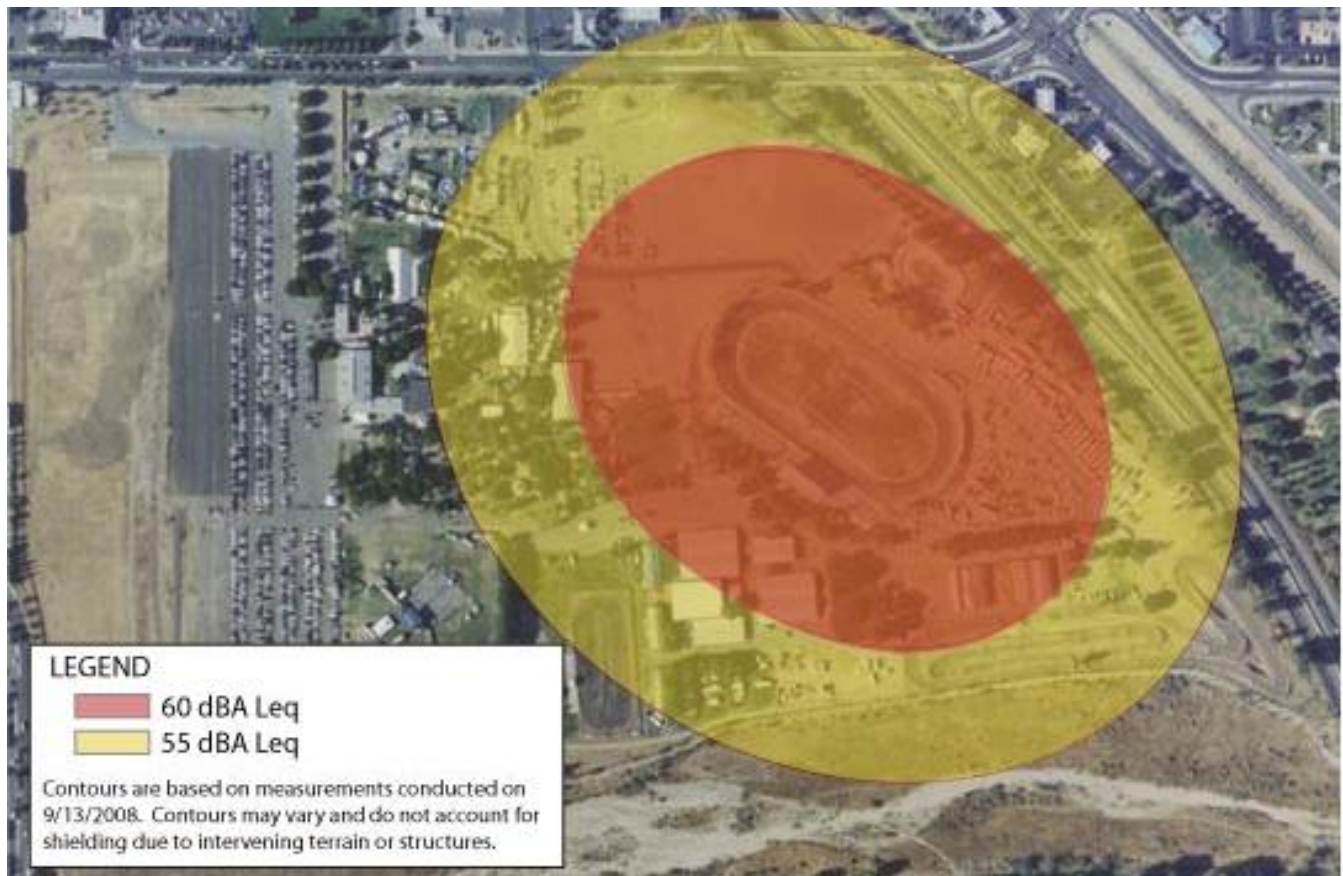 LEGEND
60 dBA Leq
55 dBA Leq
Contours are based on measurements conducted on
9/13/2008. Contours may vary and do not account for
shielding due to intervening terrain or structures.